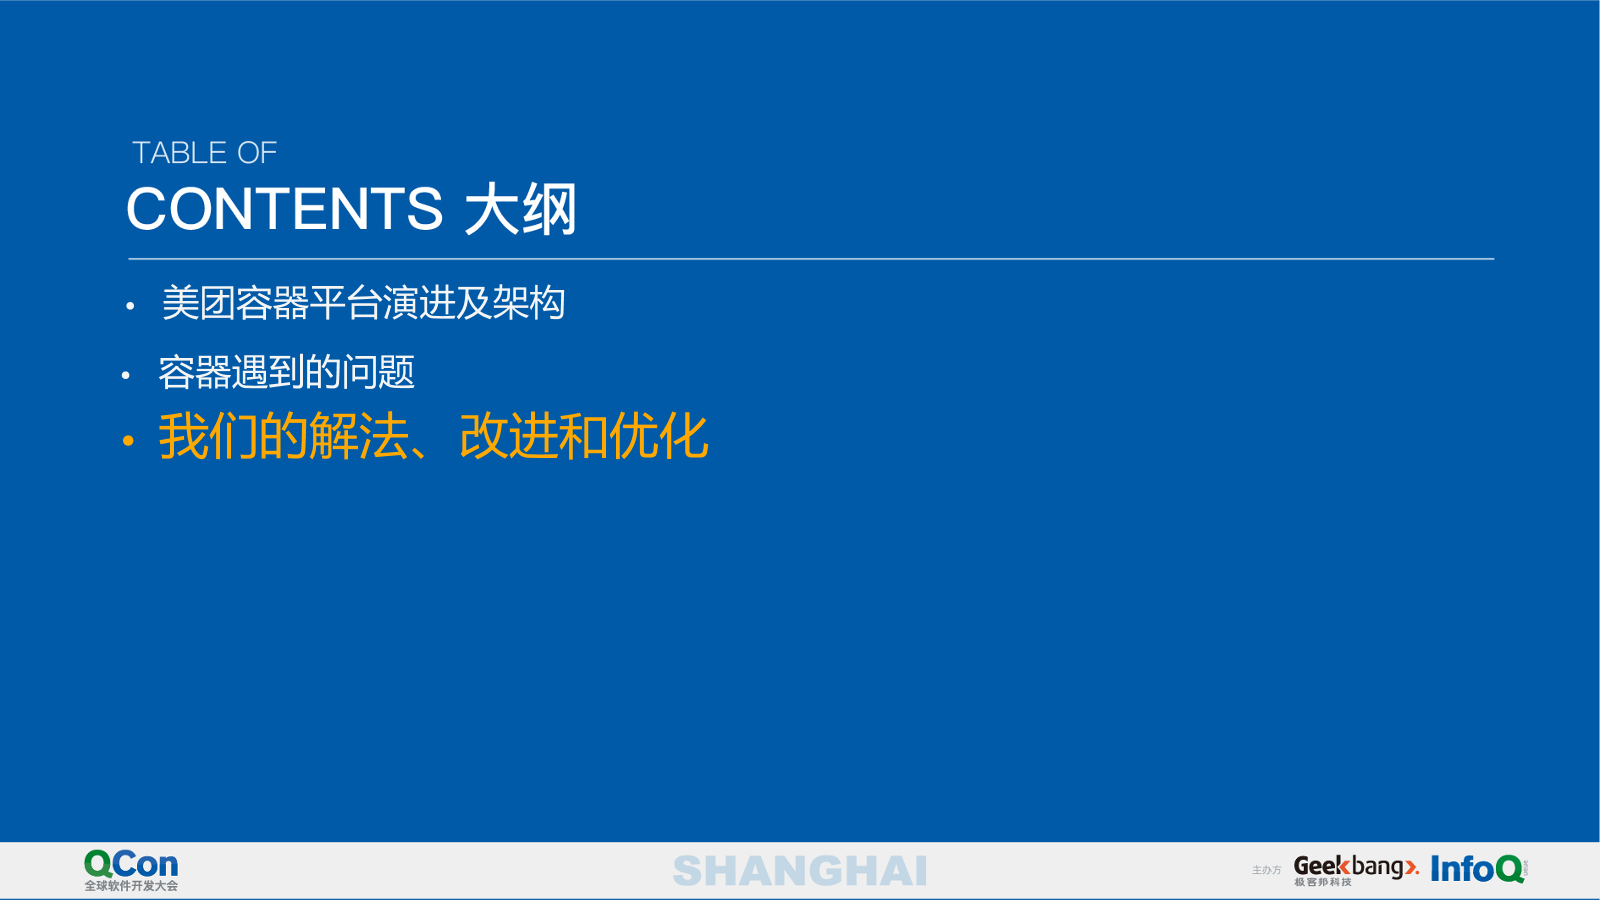 TABLE OF
CONTENTS 大纲
• 美团容器平台演进及架构
• 容器遇到的问题
• 我们的解法、改进和优化
QCon
全球软件开发大会
SHANGHAI
主办方
Geekbang
极客邦科技
InfoQ